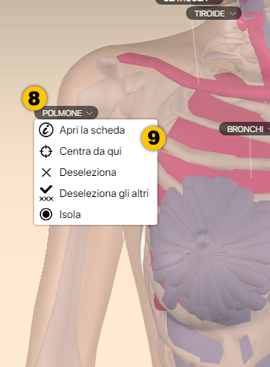 TIROIDE
8
POLMONE
BRONCHI
9
Apri la scheda
Centra da qui
Deseleziona
Deseleziona gli altri
Isola